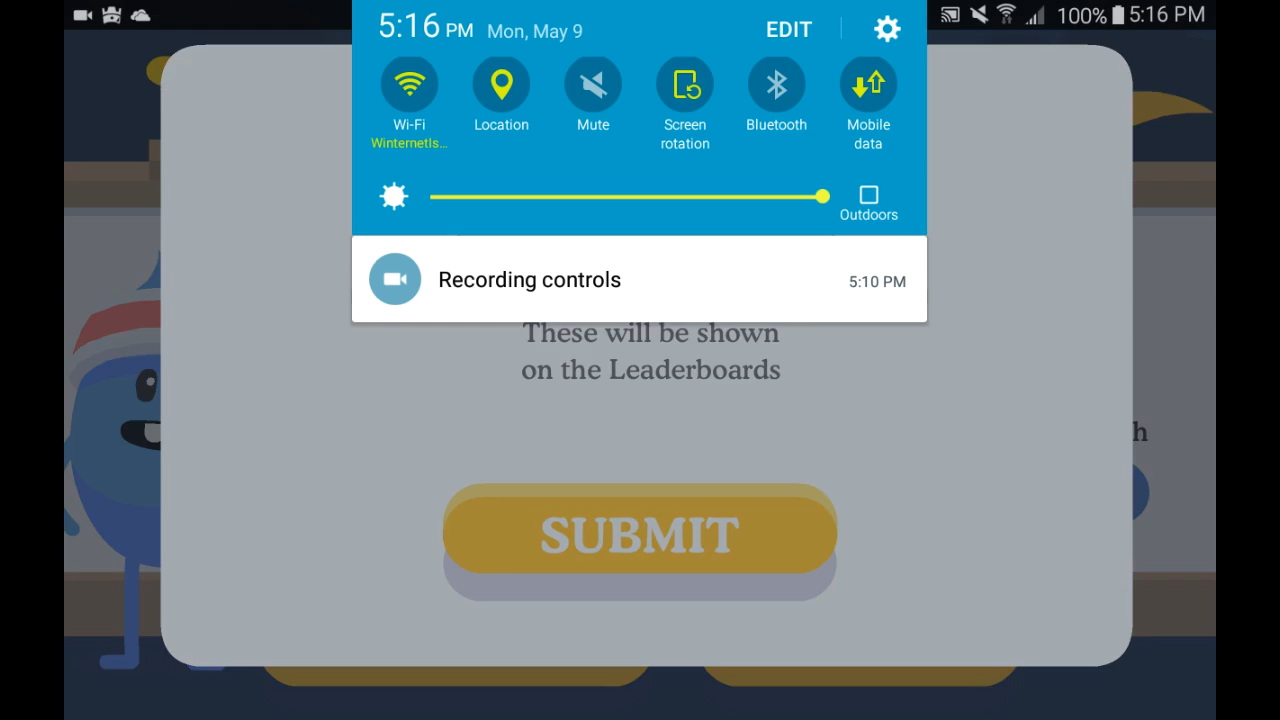 5:16 PM Mon, May 9 EDIT
100% 5:16 PM
Wi-Fi Location Mute Screen rotation Bluetooth Mobile data
WinternetIs...
Outdoors
Recording controls 5:10 PM
These will be shown
on the Leaderboards
h
SUBMIT